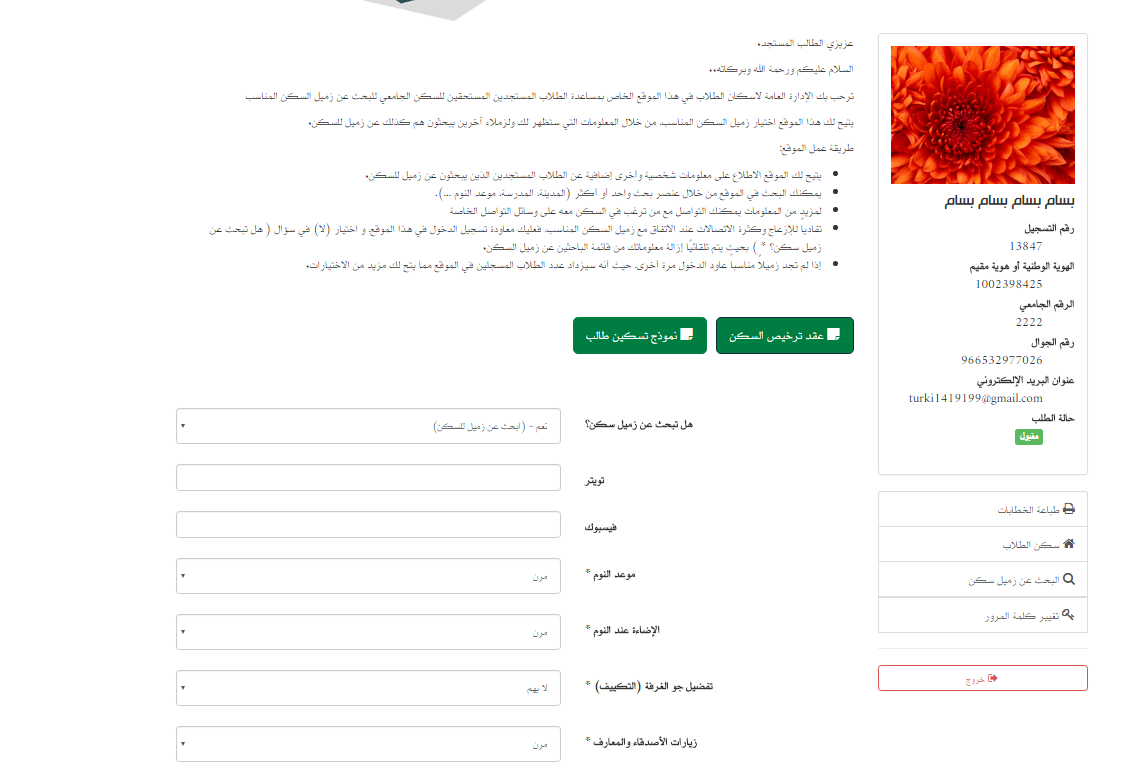 عزيزي الطالب المستجد.
السلام عليكم ورحمة الله وبركاته..
ترحب بك الإدارة العامة لاسكان الطلاب في هذا الموقع الخاص بمساعدة الطلاب المستجدين المستحقين للسكن الجامعي للبحث عن زميل السكن المناسب
يتيح لك هذا الموقع اختيار زميل السكن المناسب، من خلال المعلومات التي ستظهر لك ولزملاء آخرين يبحثون هم كذلك عن زميل للسكن.
طريقة عمل الموقع:
يتيح لك الموقع الاطلاع على معلومات شخصية وأخرى إضافية عن الطلاب المستجدين الذين يبحثون عن زميل للسكن.
يمكنك البحث في الموقع من خلال عنصر بحث واحد أو أكثر (المدينة، المدرسة، موعد النوم ...).
لمزيدٍ من المعلومات يمكنك التواصل مع من ترغب في السكن معه على وسائل التواصل الخاصة
تفاديا للإزعاج وكثرة الاتصالات عند الاتفاق مع زميل السكن المناسب، فعليك معاودة تسجيل الدخول في هذا الموقع، و اختيار (لا) في سؤال ( هل تبحث عن
زميل سكن؟ * ) بحيث يتم تلقائيًا إزالة معلوماتك من قائمة الباحثين عن زميل السكن.
إذا لم تجد زميلا مناسبا عاود الدخول مرة أخرى، حيث أنه سيزداد عدد الطلاب المسجلين في الموقع مما يتح لك مزيد من الاختيارات.
عقد ترخيص السكن
نموذج تسكين طالب
هل تبحث عن زميل سكن؟
نعم - (ابحث عن زميل للسكن)
تويتر
فيسبوك
موعد النوم *
مرن
الإضاءة عند النوم *
مرن
تفضيل جو الغرفة (التكييف) *
لا يهم
زيارات الأصدقاء والمعارف *
مرن
بسام بسام بسام بسام
رقم التسجيل
13847
الهوية الوطنية أو هوية مقيم
1002398425
الرقم الجامعي
2222
رقم الجوال
966532977026
عنوان البريد الإلكتروني
turki1419199@gmail.com
حالة الطلب
مقبول
طباعة الخطابات
سكن الطلاب
البحث عن زميل سكن
تغيير كلمة المرور
خروج